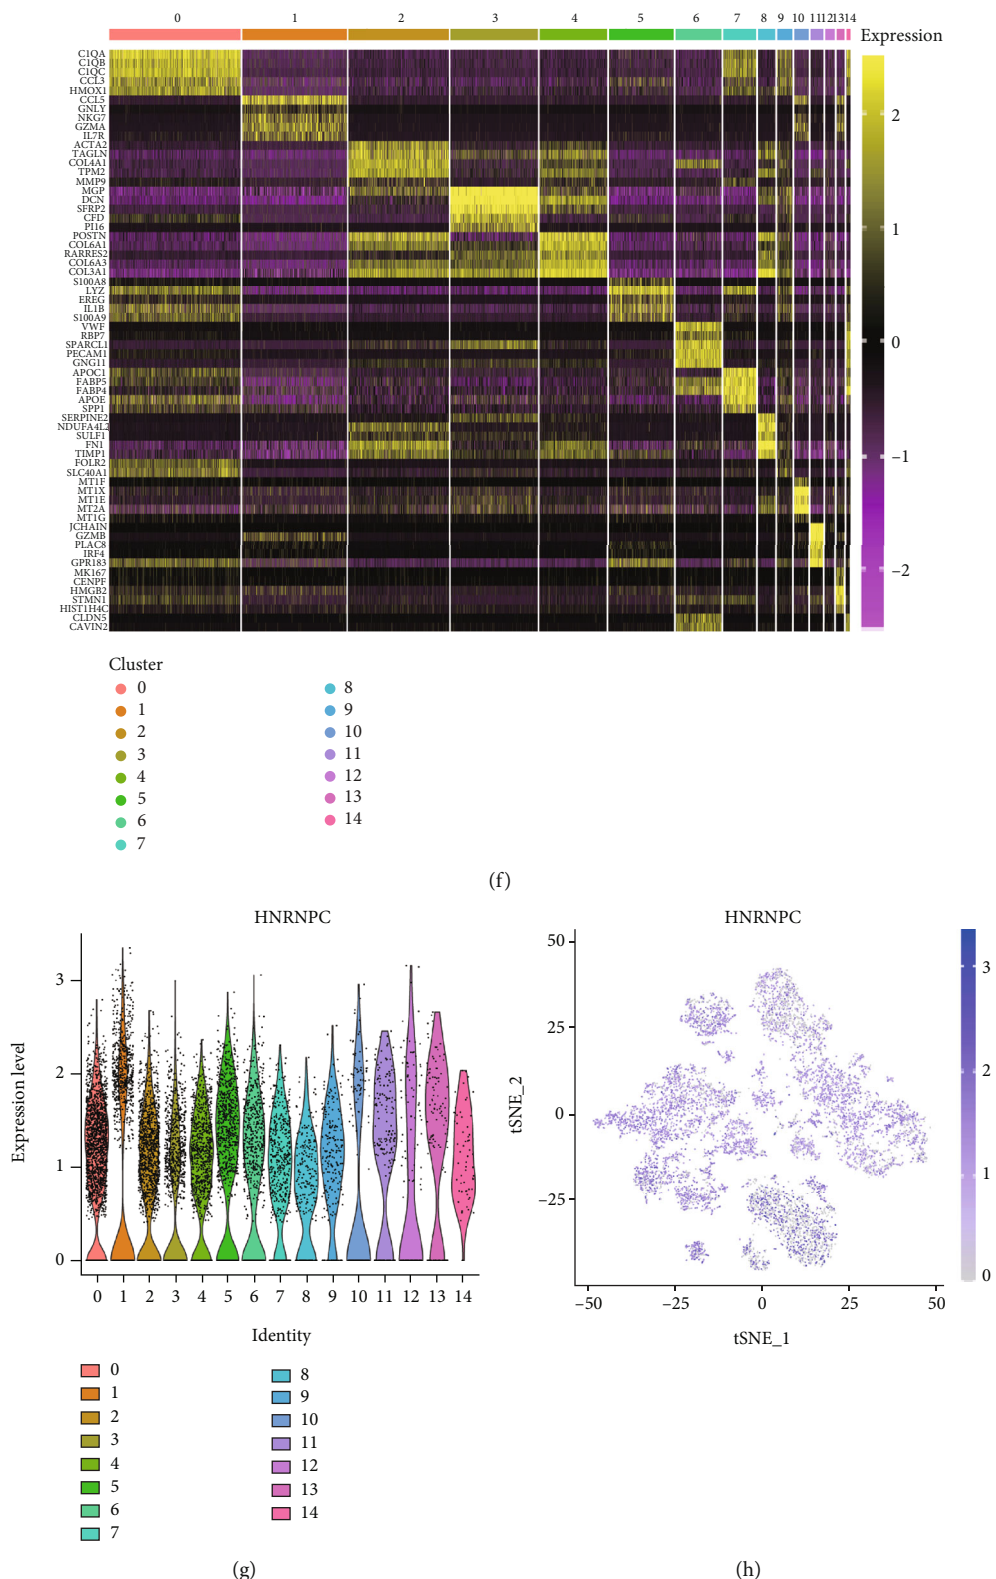 0 1 2 3 4 5 6 7 8 9 10 11 12 13 14
Expression
C1QA
C1QB
C1QC
CCL3
HMOX1
CCL5
GNLY
NKG7
GZMA
IL7R
ACTA2
TAGLN
COL4A1
TPM2
MMP9
MGP
DCN
SFRP2
CFD
PI16
POSTN
COL6A1
RARRES2
COL6A3
COL3A1
S100A8
LYZ
EREG
IL1B
S100A9
VWF
RBP7
SPARCL1
PECAM1
GNG11
APOC1
FABP5
FABP4
APOE
SPP1
SERPINE2
NDUFA4L2
SULF1
FN1
TIMP1
FOLR2
SLC40A1
MT1F
MT1X
MT1E
MT2A
MT1G
JCHAIN
GZMB
PLAC8
IRF4
GPR183
MK167
CENPF
HMGB2
STMN1
HIST1H4C
CLDN5
CAVIN2
2
1
0
−1
−2
Cluster
0
1
2
3
4
5
6
7
8
9
10
11
12
13
14
(f)
HNRNPC
Expression level
3
2
1
0
0 1 2 3 4 5 6 7 8 9 10 11 12 13 14
Identity
0
1
2
3
4
5
6
7
8
9
10
11
12
13
14
(g)
HNRNPC
tSNE_2
50
25
0
−25
−50 −25 0 25 50
tSNE_1
3
2
1
0
(h)